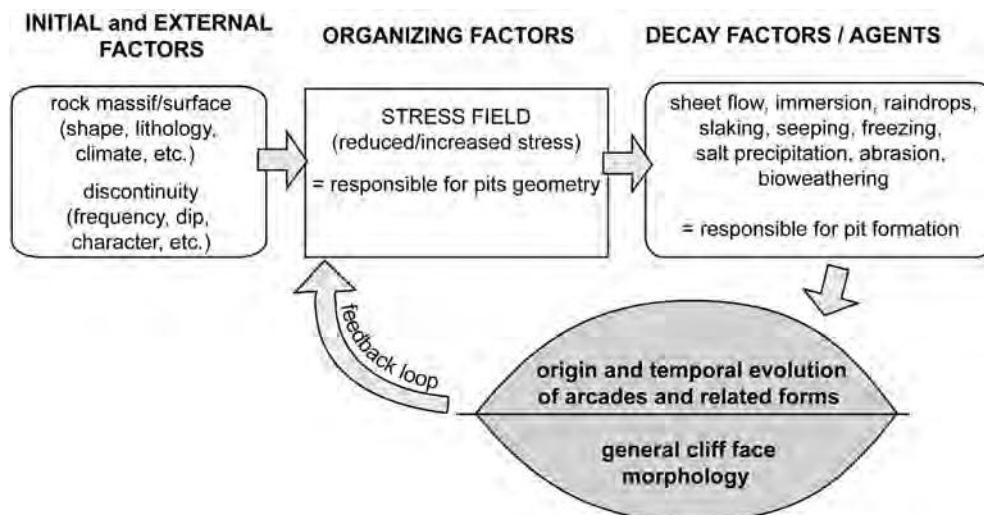 INITIAL and EXTERNAL
FACTORS
rock massif/surface
(shape, lithology,
climate, etc.)
discontinuity
(frequency, dip,
character, etc.)
ORGANIZING FACTORS
STRESS FIELD
(reduced/increased stress)
= responsible for pits geometry
DECAY FACTORS / AGENTS
sheet flow, immersion, raindrops,
slaking, seeping, freezing,
salt precipitation, abrasion,
bioweathering
= responsible for pit formation
feedback loop
origin and temporal evolution
of arcades and related forms
general cliff face
morphology